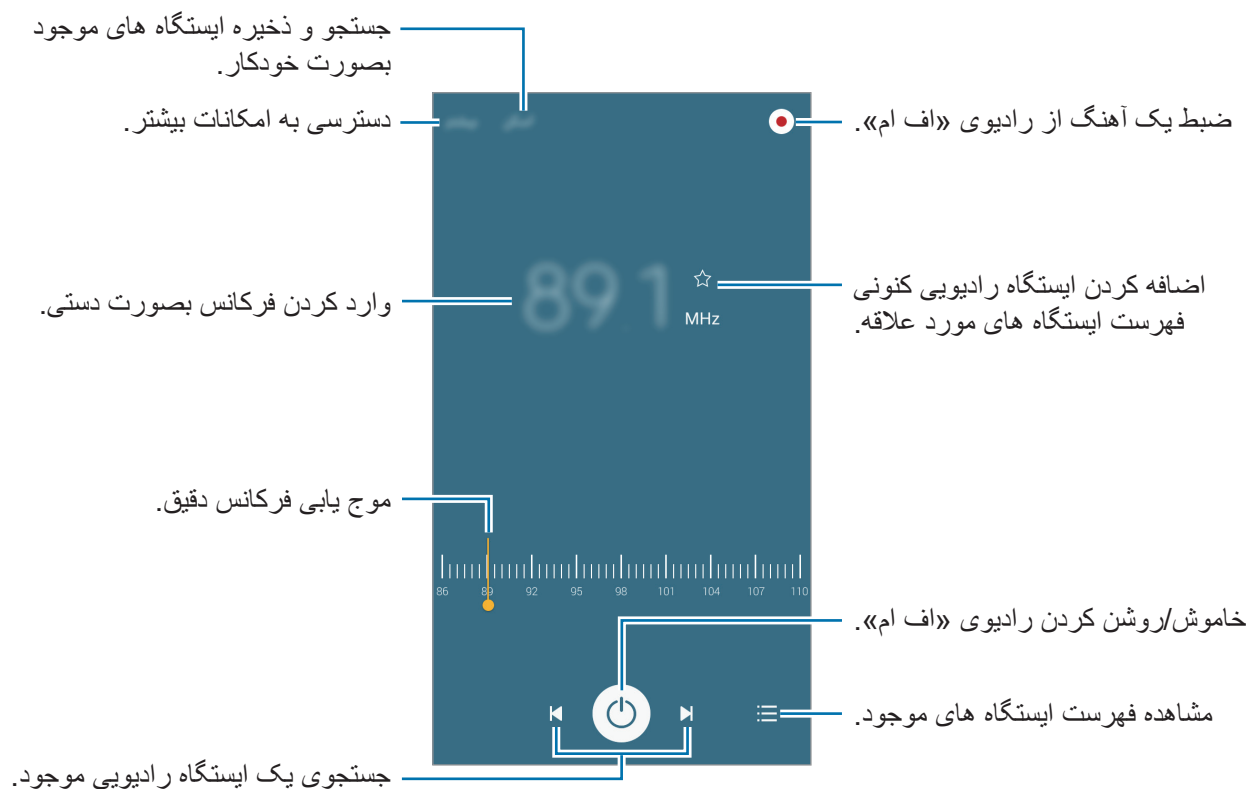 جستجو و ذخیره ایستگاه های موجود
بصورت خودکار.
دسترسی به امکانات بیشتر.
ضبط یک آهنگ از رادیوی «اف ام».
وارد کردن فرکانس بصورت دستی.
89.1
MHz
اضافه کردن ایستگاه رادیویی کنونی
فهرست ایستگاه های مورد علاقه.
موج یابی فرکانس دقیق.
86 89 92 95 98 101 104 107 110
خاموش/روشن کردن رادیوی «اف ام».
مشاهده فهرست ایستگاه های موجود.
جستجوی یک ایستگاه رادیویی موجود.